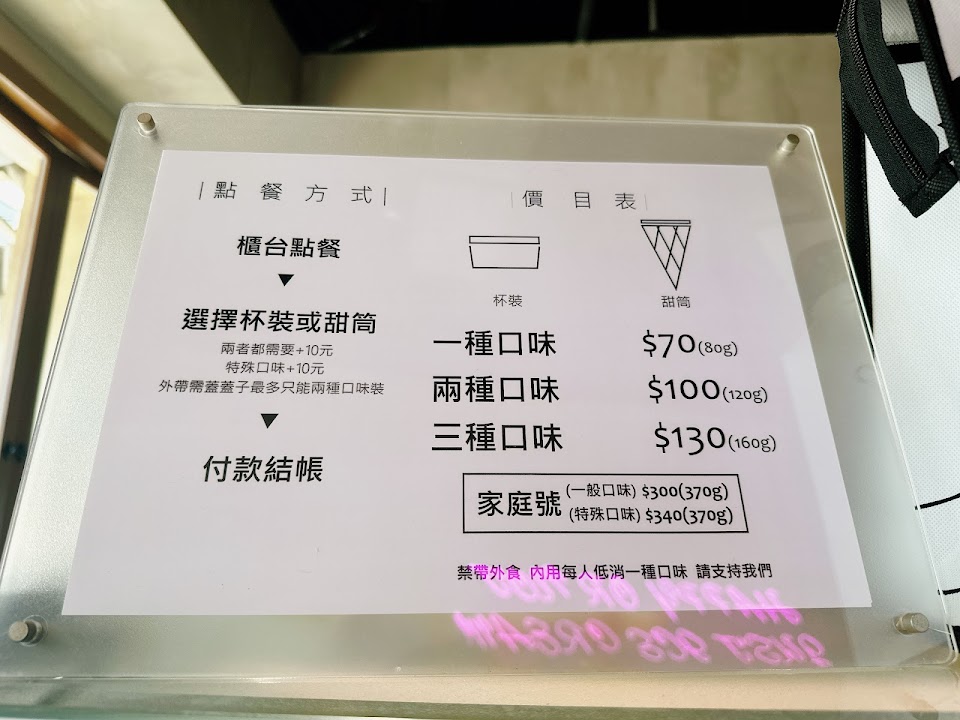 |點 餐 方 式|
櫃台點餐
選擇杯裝或甜筒
兩者都需要+10元
特殊口味+10元
外帶需蓋蓋子最多只能兩種口味裝
付款結帳
|價 目 表|
杯裝 甜筒
一種口味 $70(80g)
兩種口味 $100(120g)
三種口味 $130(160g)
家庭號 (一般口味) $300(370g)
(特殊口味) $340(370g)
禁帶外食 內用每人低消一種口味 請支持我們